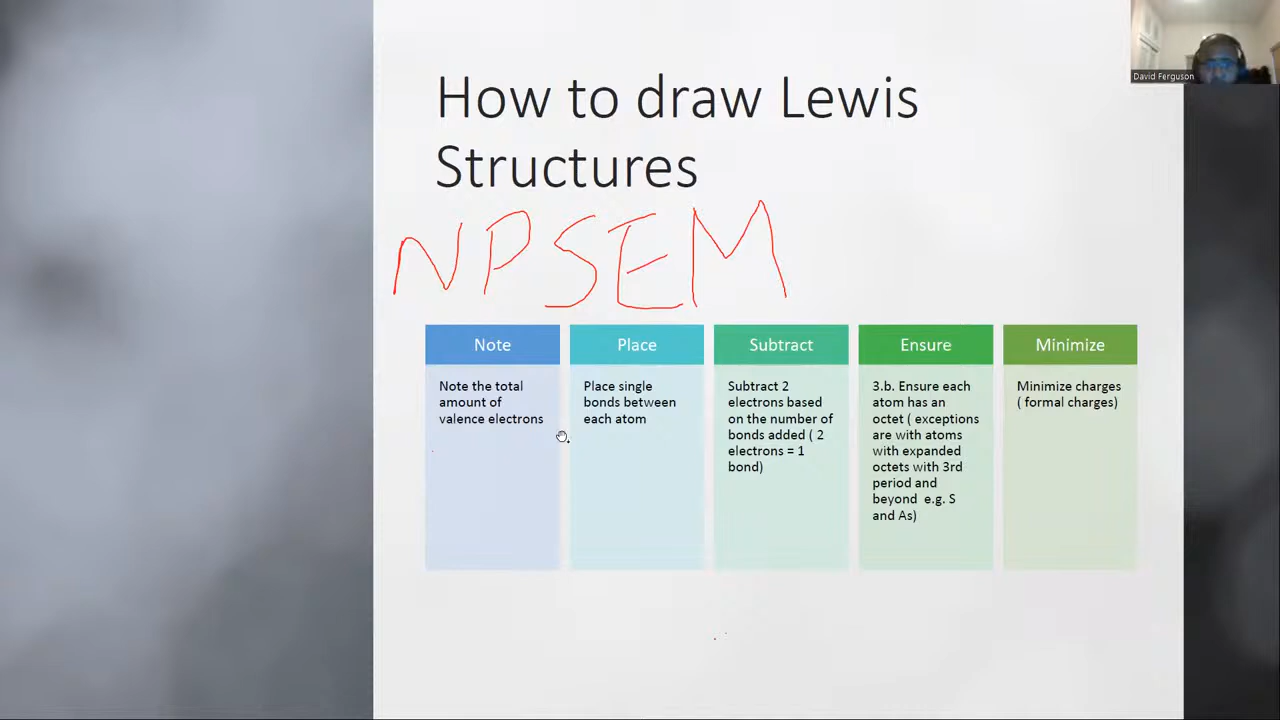 David Ferguson
How to draw Lewis
Structures
NPSEM
Note
Note the total
amount of
valence electrons
Place
Place single
bonds between
each atom
Subtract
Subtract 2
electrons based
on the number of
bonds added ( 2
electrons = 1
bond)
Ensure
3.b. Ensure each
atom has an
octet ( exceptions
are with atoms
with expanded
octets with 3rd
period and
beyond e.g. S
and As)
Minimize
Minimize charges
( formal charges)